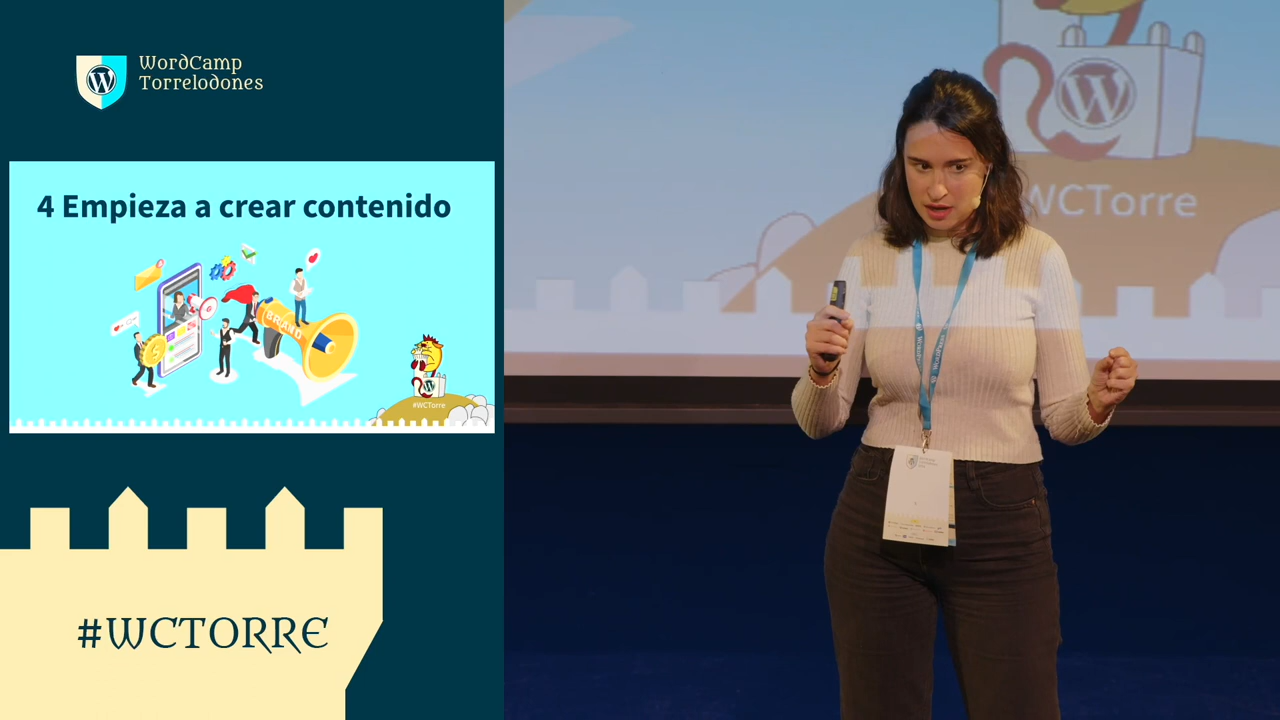 WordCamp
Torrelodones
4 Empieza a crear contenido
BRAND
#WCTorre
#WCTORRE
WCTorre